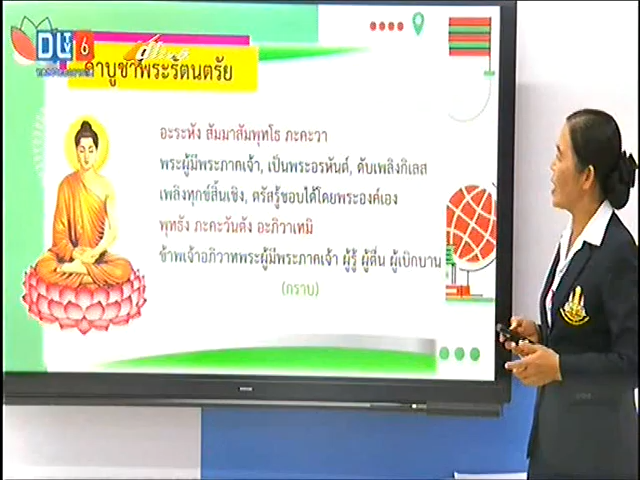 DLTV 6
คำบูชาพระรัตนตรัย
อะระหัง สัมมาสัมพุทโธ ภะคะวา
พระผู้มีพระภาคเจ้า, เป็นพระอรหันต์, ดับเพลิงกิเลส
เพลิงทุกข์สิ้นเชิง, ตรัสรู้ชอบได้โดยพระองค์เอง
พุทธัง ภะคะวันตัง อะภิวาเทมิ
ข้าพเจ้าอภิวาทพระผู้มีพระภาคเจ้า ผู้รู้ ผู้ตื่น ผู้เบิกบาน
(กราบ)